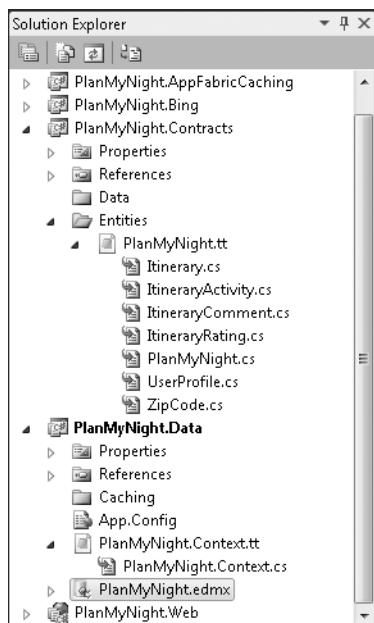 Solution Explorer
PlanMyNight.AppFabricCaching
PlanMyNight.Bing
PlanMyNight.Contracts
Properties
References
Data
Entities
PlanMyNight.tt
Itinerary.cs
ItineraryActivity.cs
ItineraryComment.cs
ItineraryRating.cs
PlanMyNight.cs
UserProfile.cs
ZipCode.cs
PlanMyNight.Data
Properties
References
Caching
App.Config
PlanMyNight.Context.tt
PlanMyNight.Context.cs
PlanMyNight.edmx
PlanMyNight.Web